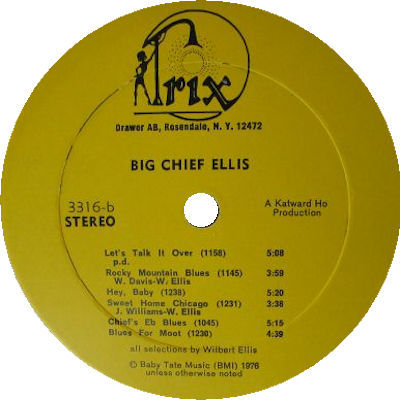 Trix
Drawer AB, Rosendale, N. Y. 12472
BIG CHIEF ELLIS
3316-b
STEREO
A Katward Ho
Production
Let's Talk It Over (1158) 5:08
p.d.
Rocky Mountain Blues (1145) 3:59
W. Davis-W. Ellis
Hey, Baby (1238) 5:20
Sweet Home Chicago (1231) 3:38
J. Williams-W. Ellis
Chief's Eb Blues (1045) 5:15
Blues For Moot (1230) 4:39
all selections by Wilbert Ellis
© Baby Tate Music (BMI) 1976
unless otherwise noted